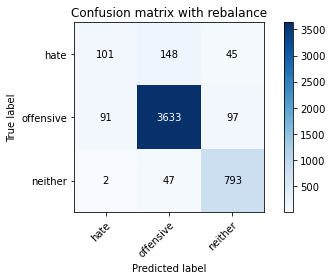 Confusion matrix with rebalance
True label
hate
offensive
neither
101 148 45
91 3633 97
2 47 793
hate
offensive
neither
Predicted label
3500
3000
2500
2000
1500
1000
500